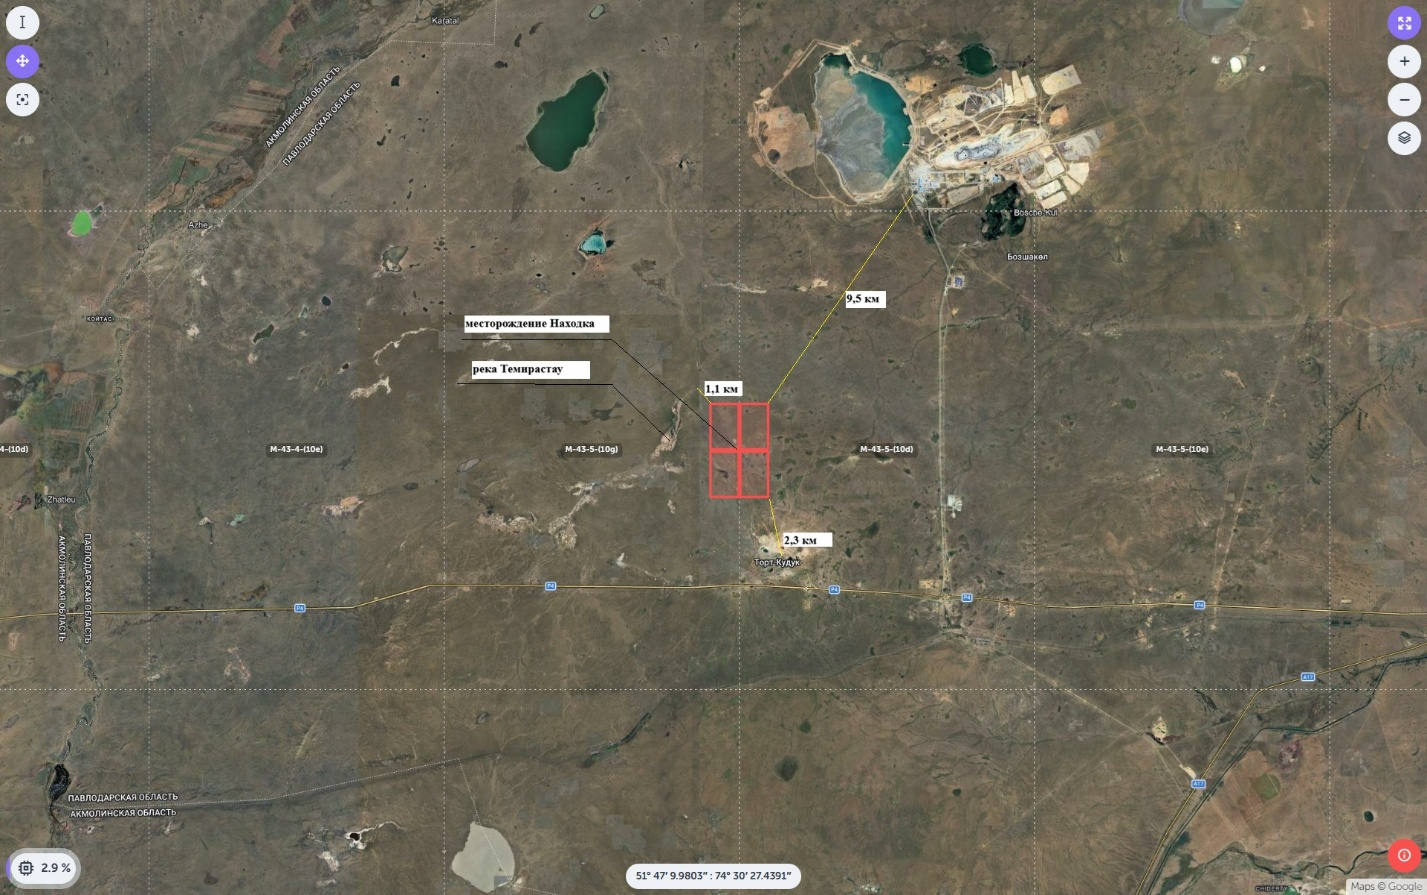 Karatal
АКМОЛИНСКАЯ ОБЛАСТЬ
ПАВЛОДАРСКАЯ ОБЛАСТЬ
Azhe
Bosche-Kul
Бозшакөл
9,5 км
КОЙТАС
месторождение Находка
река Темирастау
1,1 км
4-(10d)
M-43-4-(10e)
M-43-5-(10g)
M-43-5-(10d)
M-43-5-(10e)
Zhatleu
АКМОЛИНСКАЯ ОБЛАСТЬ
ПАВЛОДАРСКАЯ ОБЛАСТЬ
2,3 км
Торт-Кудук
P4
P4
P4
P4
P4
A17
A17
ПАВЛОДАРСКАЯ ОБЛАСТЬ
АКМОЛИНСКАЯ ОБЛАСТЬ
2.9 %
51° 47' 9.9803" : 74° 30' 27.4391"
CHIDERTY
Maps © Google